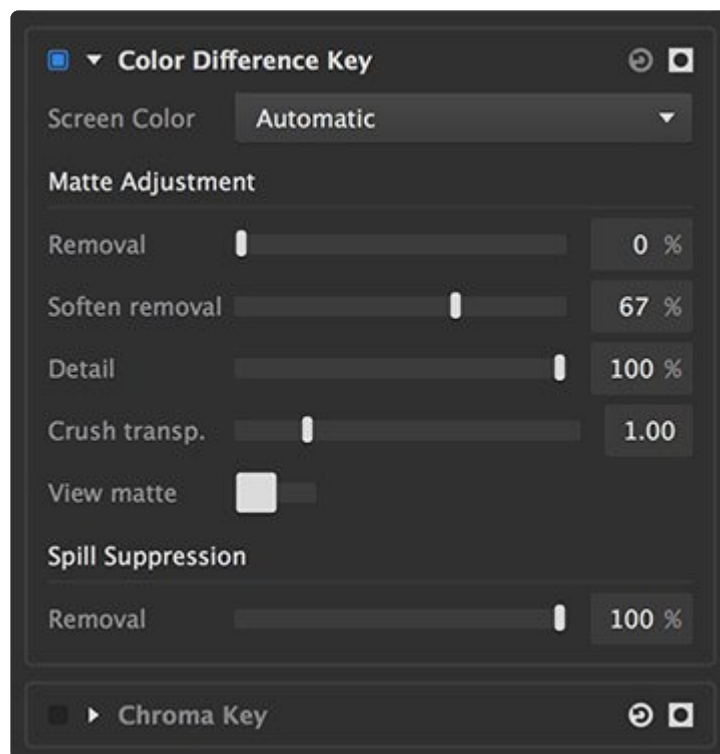 Color Difference Key
Screen Color Automatic
Matte Adjustment
Removal 0 %
Soften removal 67 %
Detail 100 %
Crush transp. 1.00
View matte
Spill Suppression
Removal 100 %
Chroma Key